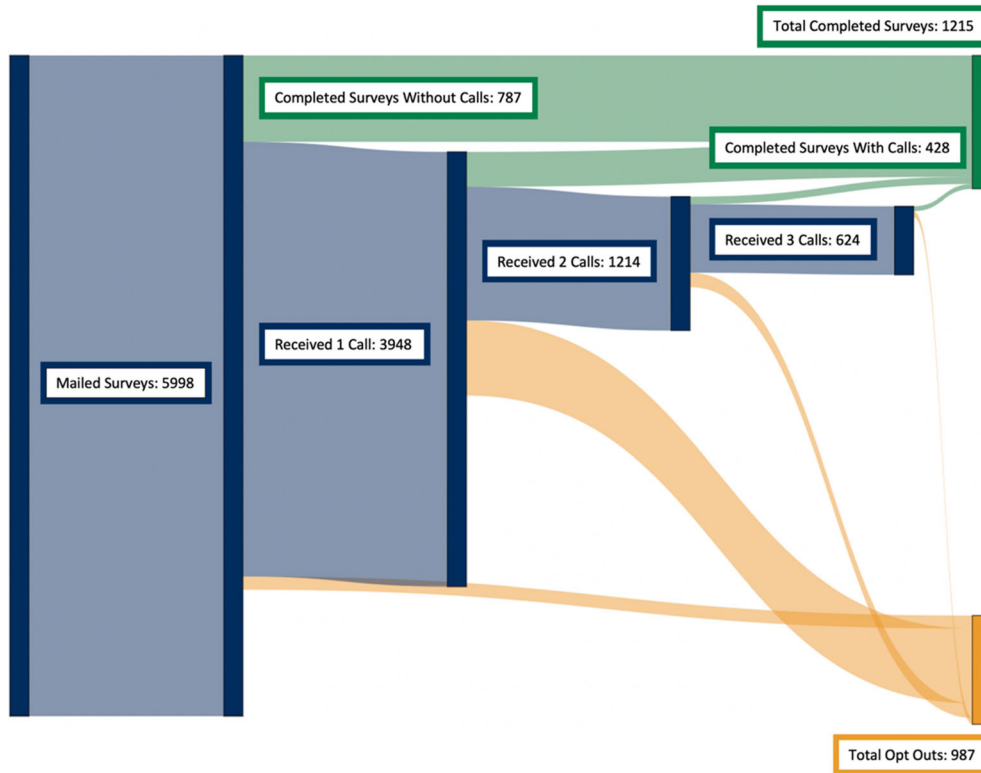 Total Completed Surveys: 1215
Completed Surveys Without Calls: 787
Completed Surveys With Calls: 428
Received 3 Calls: 624
Received 2 Calls: 1214
Received 1 Call: 3948
Mailed Surveys: 5998
Total Opt Outs: 987